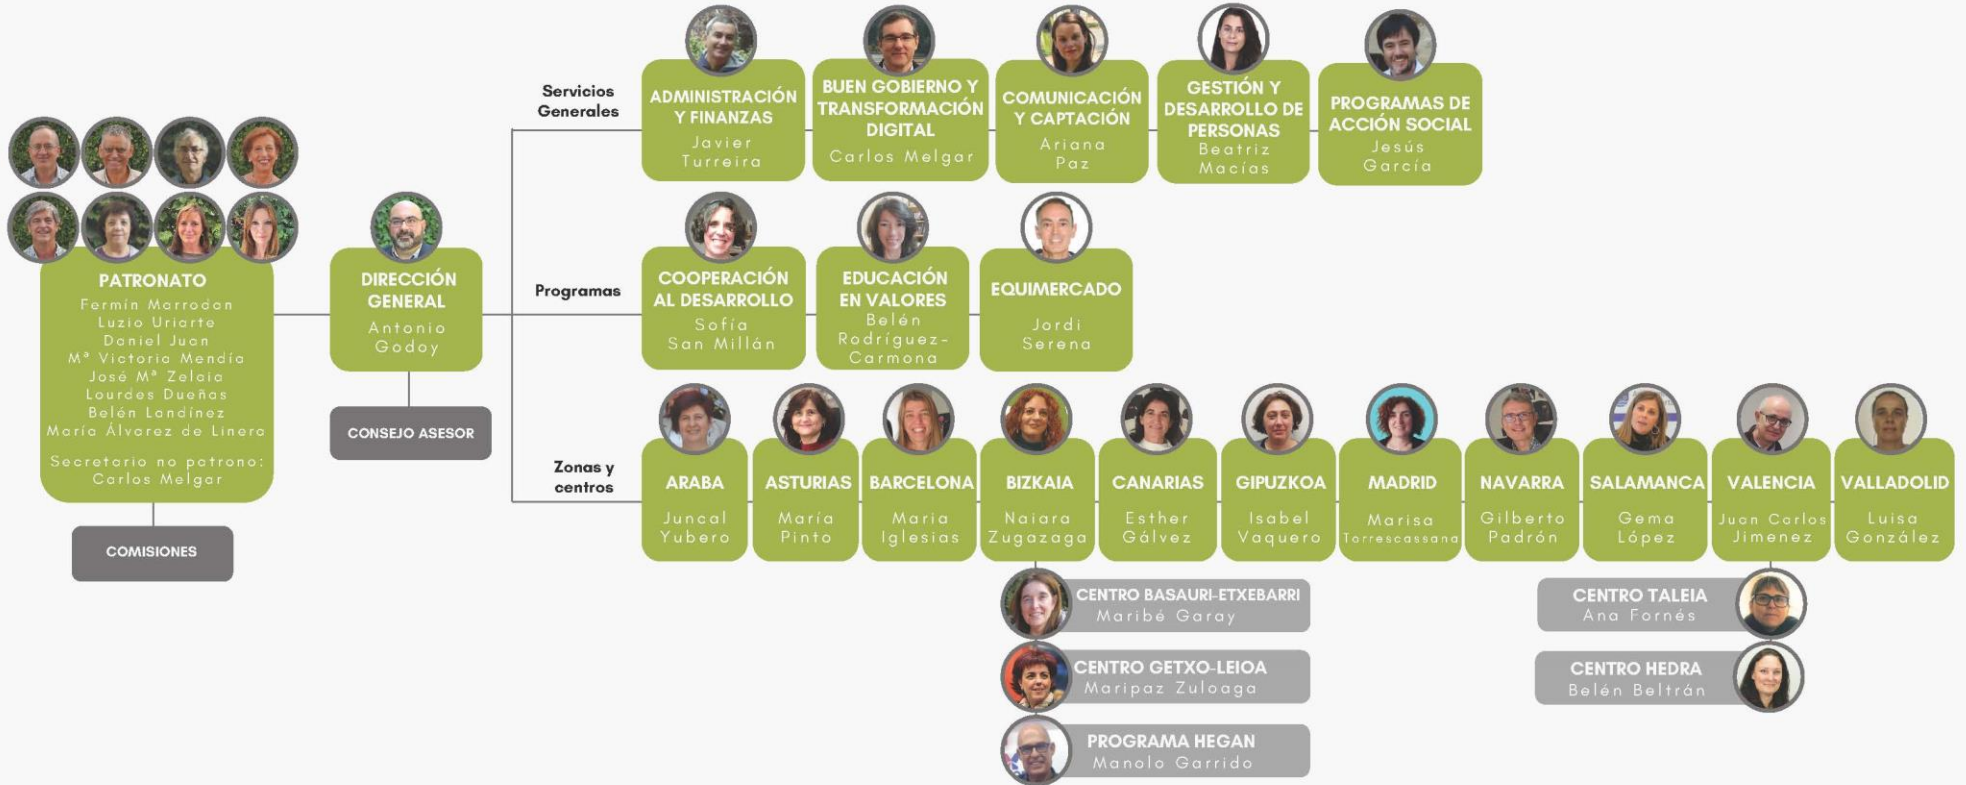 Servicios
Generales
ADMINISTRACIÓN
Y FINANZAS
Javier
Turreira
BUEN GOBIERNO Y
TRANSFORMACIÓN
DIGITAL
Carlos Melgar
COMUNICACIÓN
Y CAPTACIÓN
Ariana
Paz
GESTIÓN Y
DESARROLLO DE
PERSONAS
Beatriz
Macías
PROGRAMAS DE
ACCIÓN SOCIAL
Jesús
García
PATRONATO
Fermín Marrodan
Luzio Uriarte
Daniel Juan
Mª Victoria Mendía
José Mª Zelaia
Lourdes Dueñas
Belén Landínez
María Álvarez de Linera
Secretario no patrono:
Carlos Melgar
COMISIONES
DIRECCIÓN
GENERAL
Antonio
Godoy
CONSEJO ASESOR
Programas
COOPERACIÓN
AL DESARROLLO
Sofía
San Millán
EDUCACIÓN
EN VALORES
Belén
Rodríguez-
Carmona
EQUIMERCADO
Jordi
Serena
Zonas y
centros
ARABA
Juncal
Yubero
ASTURIAS
María
Pinto
BARCELONA
Maria
Iglesias
BIZKAIA
Naiara
Zugazaga
CANARIAS
Esther
Gálvez
GIPUZKOA
Isabel
Vaquero
MADRID
Marisa
Torrescassana
NAVARRA
Gilberto
Padrón
SALAMANCA
Gema
López
VALENCIA
Juan Carlos
Jimenez
VALLADOLID
Luisa
González
CENTRO BASAURI-ETXEBARRI
Maribé Garay
CENTRO GETXO-LEIOA
Maripaz Zuloaga
PROGRAMA HEGAN
Manolo Garrido
CENTRO TALEIA
Ana Fornés
CENTRO HEDRA
Belén Beltrán